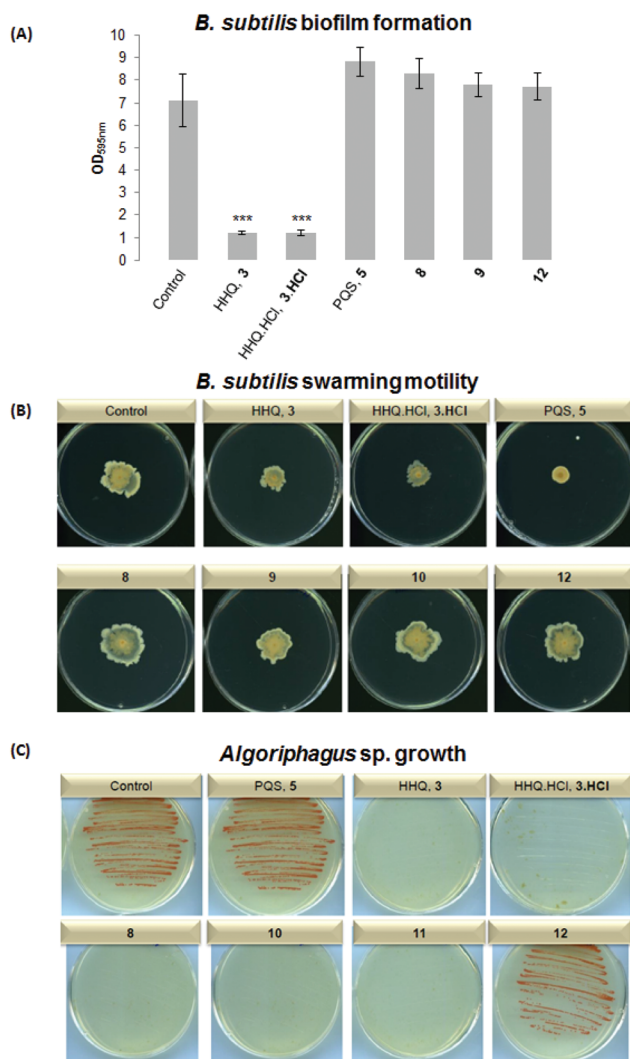 (A)
B. subtilis biofilm formation
10
9
8
7
6
5
4
3
2
1
0
OD595nm
***
***
Control
HHQ, 3
HHQ.HCl, 3.HCl
PQS, 5
8
9
12
B. subtilis swarming motility
(B)
Control
HHQ, 3
HHQ.HCl, 3.HCl
PQS, 5
8
9
10
12
(C)
Algoriphagus sp. growth
Control
PQS, 5
HHQ, 3
HHQ.HCl, 3.HCl
8
10
11
12